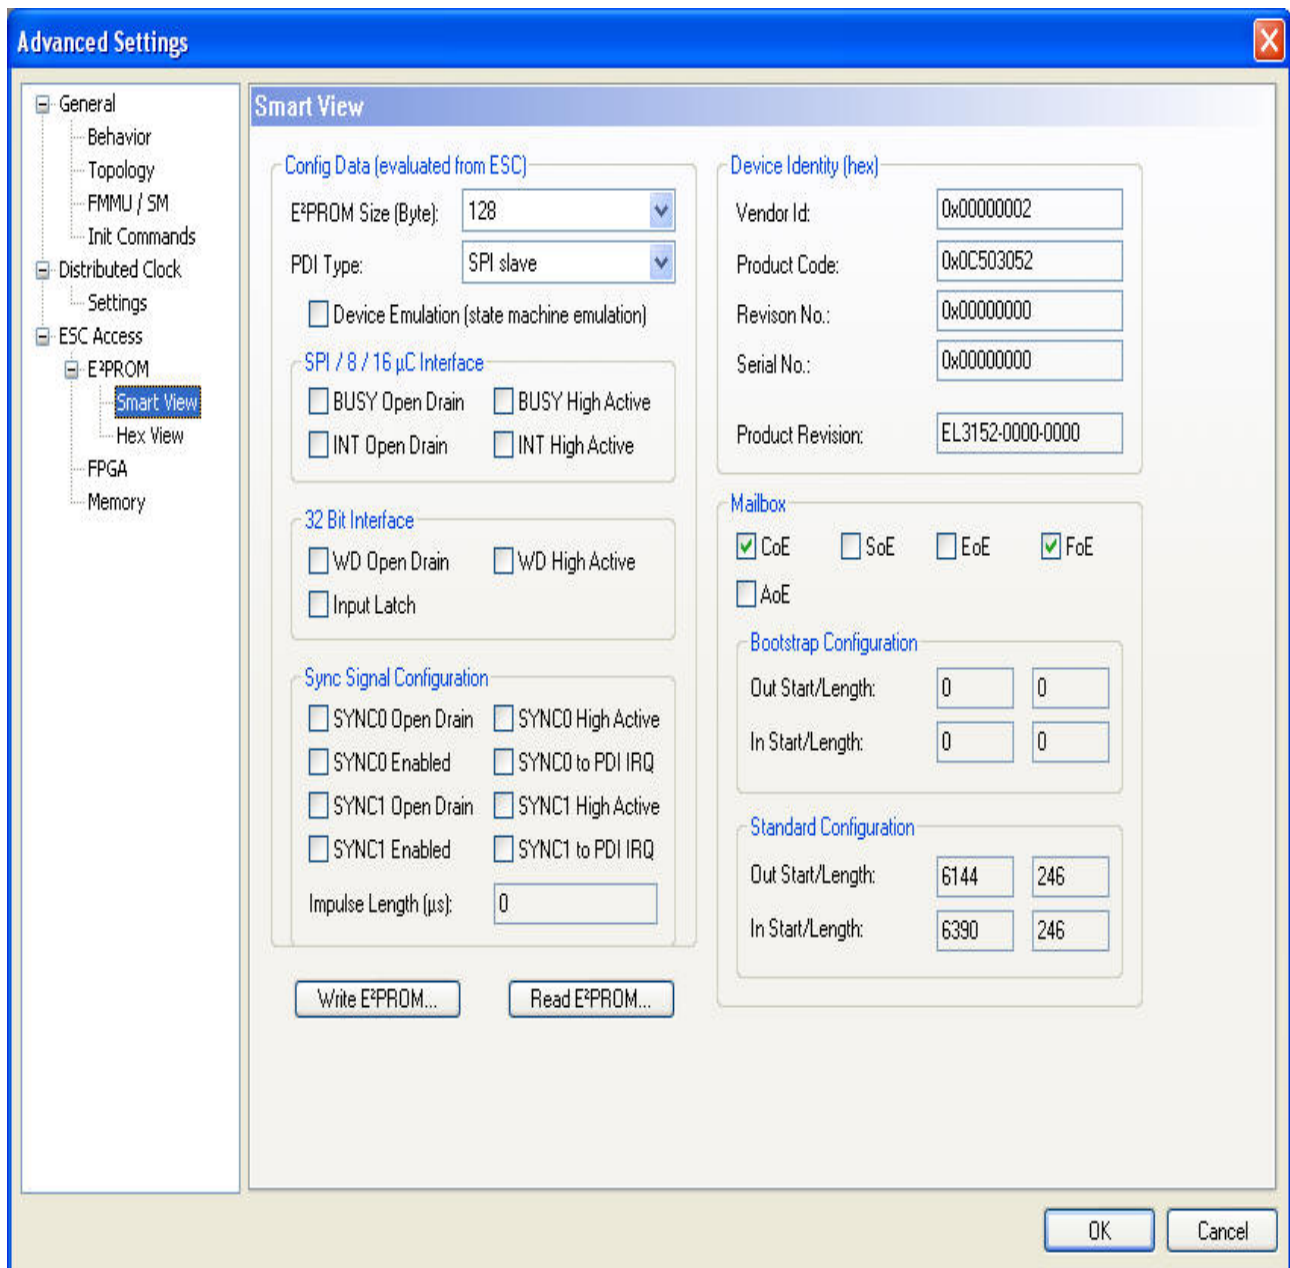 Advanced Settings
General
Behavior
Topology
FMMU / SM
Init Commands
Distributed Clock
Settings
ESC Access
E²PROM
Smart View
Hex View
FPGA
Memory
Smart View
Config Data (evaluated from ESC)
E²PROM Size (Byte): 128
PDI Type: SPI slave
Device Emulation (state machine emulation)
SPI / 8 / 16 µC Interface
BUSY Open Drain BUSY High Active
INT Open Drain INT High Active
32 Bit Interface
WD Open Drain WD High Active
Input Latch
Sync Signal Configuration
SYNC0 Open Drain SYNC0 High Active
SYNC0 Enabled SYNC0 to PDI IRQ
SYNC1 Open Drain SYNC1 High Active
SYNC1 Enabled SYNC1 to PDI IRQ
Impulse Length (µs): 0
Write E²PROM... Read E²PROM...
Device Identity (hex)
Vendor Id: 0x00000002
Product Code: 0x0C503052
Revison No.: 0x00000000
Serial No.: 0x00000000
Product Revision: EL3152-0000-0000
Mailbox
CoE SoE EoE FoE
AoE
Bootstrap Configuration
Out Start/Length: 0 0
In Start/Length: 0 0
Standard Configuration
Out Start/Length: 6144 246
In Start/Length: 6390 246
OK Cancel